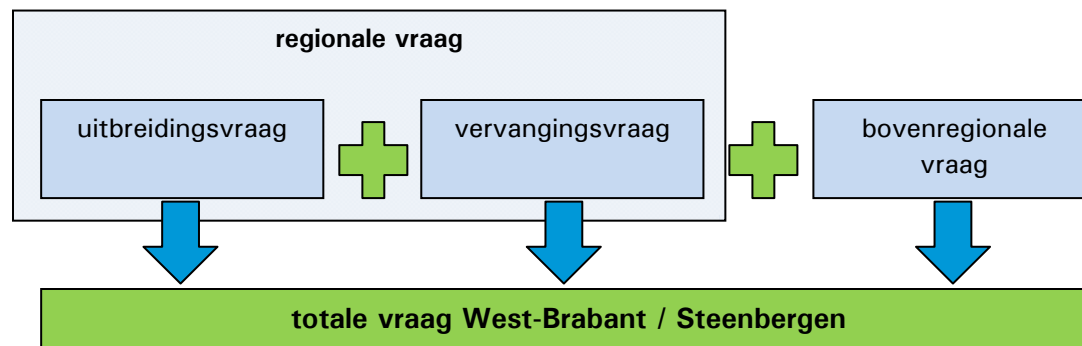 regionale vraag
uitbreidingsvraag
vervangingsvraag
bovenregionale
vraag
totale vraag West-Brabant / Steenbergen